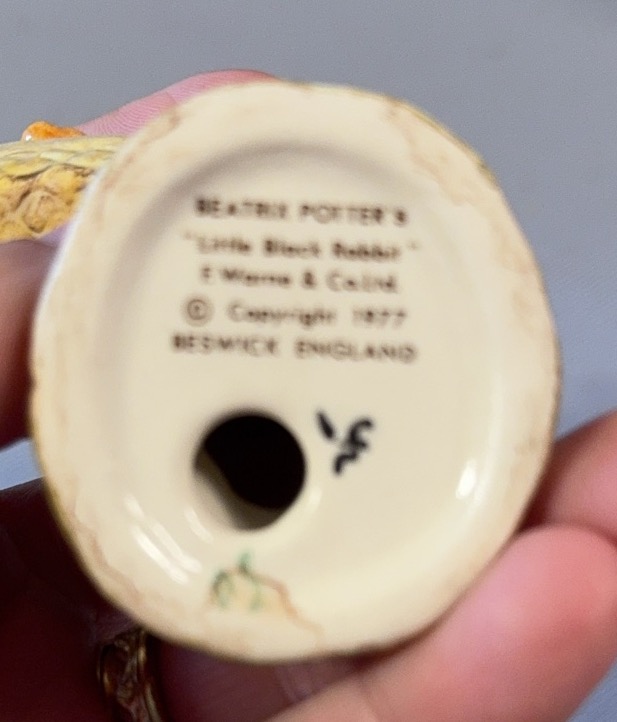 BEATRIX POTTER'S
"Little Black Rabbit"
F. Warne & Co.Ltd.
© Copyright 1977
BESWICK ENGLAND